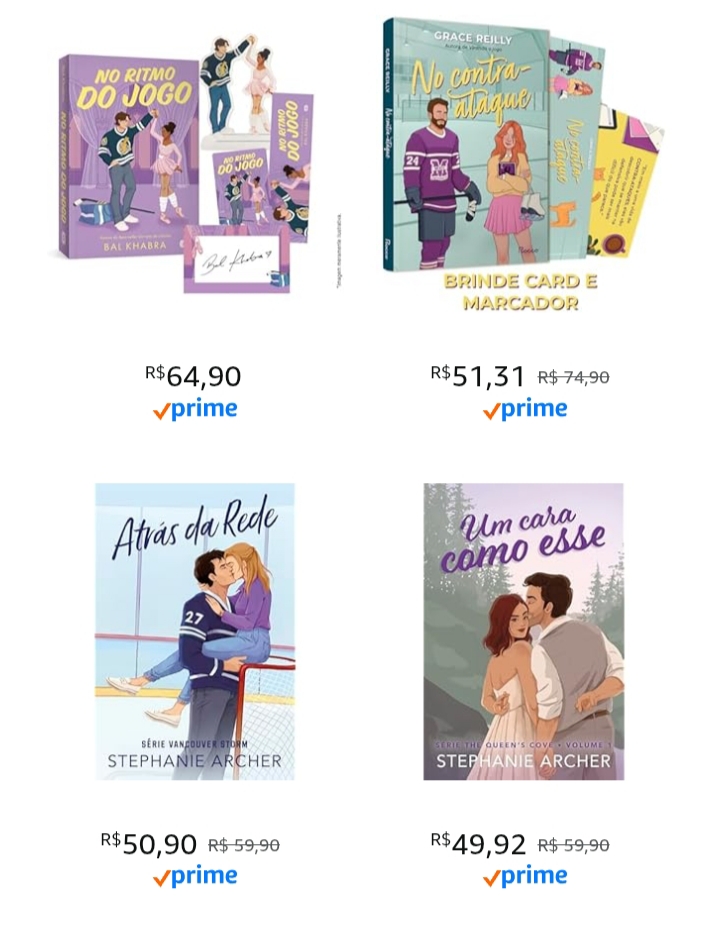 NO RITMO
DO JOGO
NO RITMO DO JOGO
BAL KHABRA
NO RITMO
DO JOGO
NO RITMO
DO JOGO
Bal Khabra
*Imagem meramente ilustrativa.
GRACE REILLY
GRACE REILLY
No contra-
ataque
No contra-ataque
24
No contra-
ataque
BRINDE CARD E
MARCADOR
R$64,90
prime
R$51,31 R$ 74,90
prime
Atrás da Rede
27
SÉRIE VANCOUVER STORM
STEPHANIE ARCHER
Um cara
como esse
SÉRIE THE QUEEN'S COVE • VOLUME 1
STEPHANIE ARCHER
R$50,90 R$ 59,90
prime
R$49,92 R$ 59,90
prime